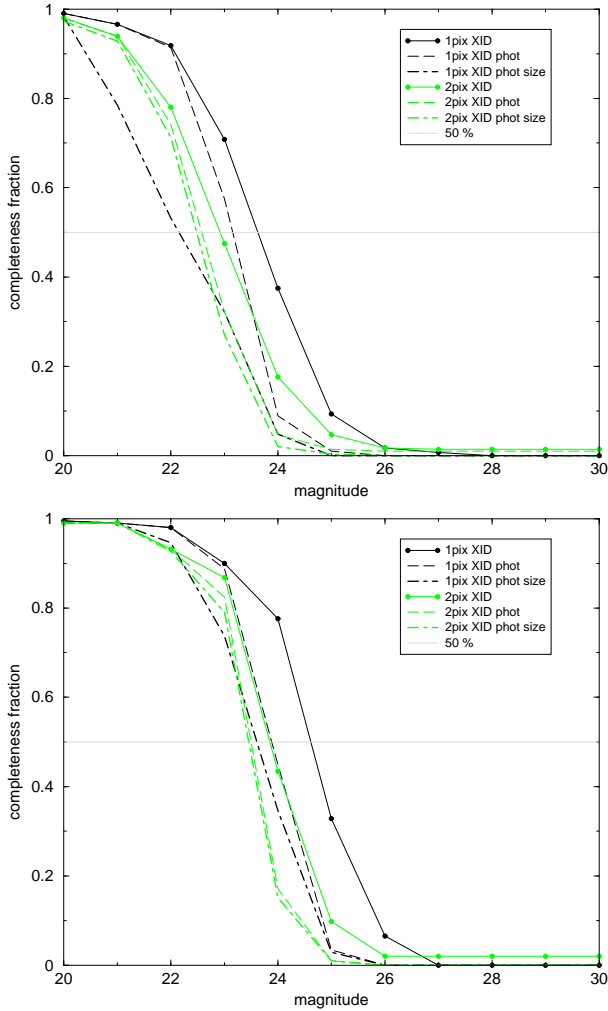 1
0.8
0.6
0.4
0.2
0
completeness fraction
20
22
24
26
28
30
magnitude
1pix XID
1pix XID phot
1pix XID phot size
2pix XID
2pix XID phot
2pix XID phot size
50 %
1
0.8
0.6
0.4
0.2
0
completeness fraction
20
22
24
26
28
30
magnitude
1pix XID
1pix XID phot
1pix XID phot size
2pix XID
2pix XID phot
2pix XID phot size
50 %